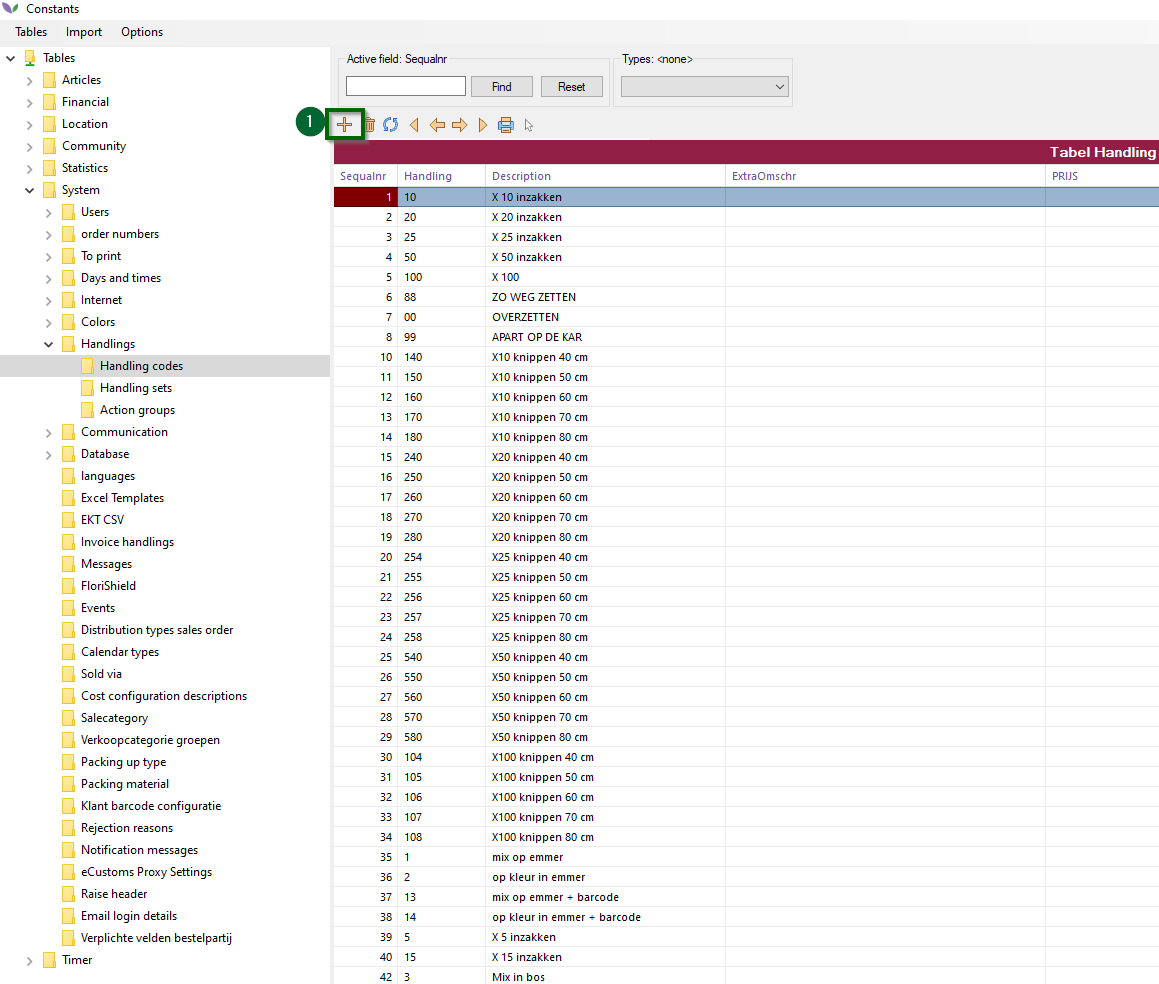 Constants
Tables Import Options
Tables
Articles
Financial
Location
Community
Statistics
System
Users
order numbers
To print
Days and times
Internet
Colors
Handlings
Handling codes
Handling sets
Action groups
Communication
Database
languages
Excel Templates
EKT CSV
Invoice handlings
Messages
FloriShield
Events
Distribution types sales order
Calendar types
Sold via
Cost configuration descriptions
Salecategory
Verkoopcategorie groepen
Packing up type
Packing material
Klant barcode configuratie
Rejection reasons
Notification messages
eCustoms Proxy Settings
Raise header
Email login details
Verplichte velden bestelpartij
Timer
Active field: Sequalnr
Find Reset
Types: <none>
1
Tabel Handling
Sequalnr Handling Description ExtraOmschr PRIJS
1 10 X 10 inzakken
2 20 X 20 inzakken
3 25 X 25 inzakken
4 50 X 50 inzakken
5 100 X 100
6 88 ZO WEG ZETTEN
7 00 OVERZETTEN
8 99 APART OP DE KAR
10 140 X10 knippen 40 cm
11 150 X10 knippen 50 cm
12 160 X10 knippen 60 cm
13 170 X10 knippen 70 cm
14 180 X10 knippen 80 cm
15 240 X20 knippen 40 cm
16 250 X20 knippen 50 cm
17 260 X20 knippen 60 cm
18 270 X20 knippen 70 cm
19 280 X20 knippen 80 cm
20 254 X25 knippen 40 cm
21 255 X25 knippen 50 cm
22 256 X25 knippen 60 cm
23 257 X25 knippen 70 cm
24 258 X25 knippen 80 cm
25 540 X50 knippen 40 cm
26 550 X50 knippen 50 cm
27 560 X50 knippen 60 cm
28 570 X50 knippen 70 cm
29 580 X50 knippen 80 cm
30 104 X100 knippen 40 cm
31 105 X100 knippen 50 cm
32 106 X100 knippen 60 cm
33 107 X100 knippen 70 cm
34 108 X100 knippen 80 cm
35 1 mix op emmer
36 2 op kleur in emmer
37 13 mix op emmer + barcode
38 14 op kleur in emmer + barcode
39 5 X 5 inzakken
40 15 X 15 inzakken
42 3 Mix in bos